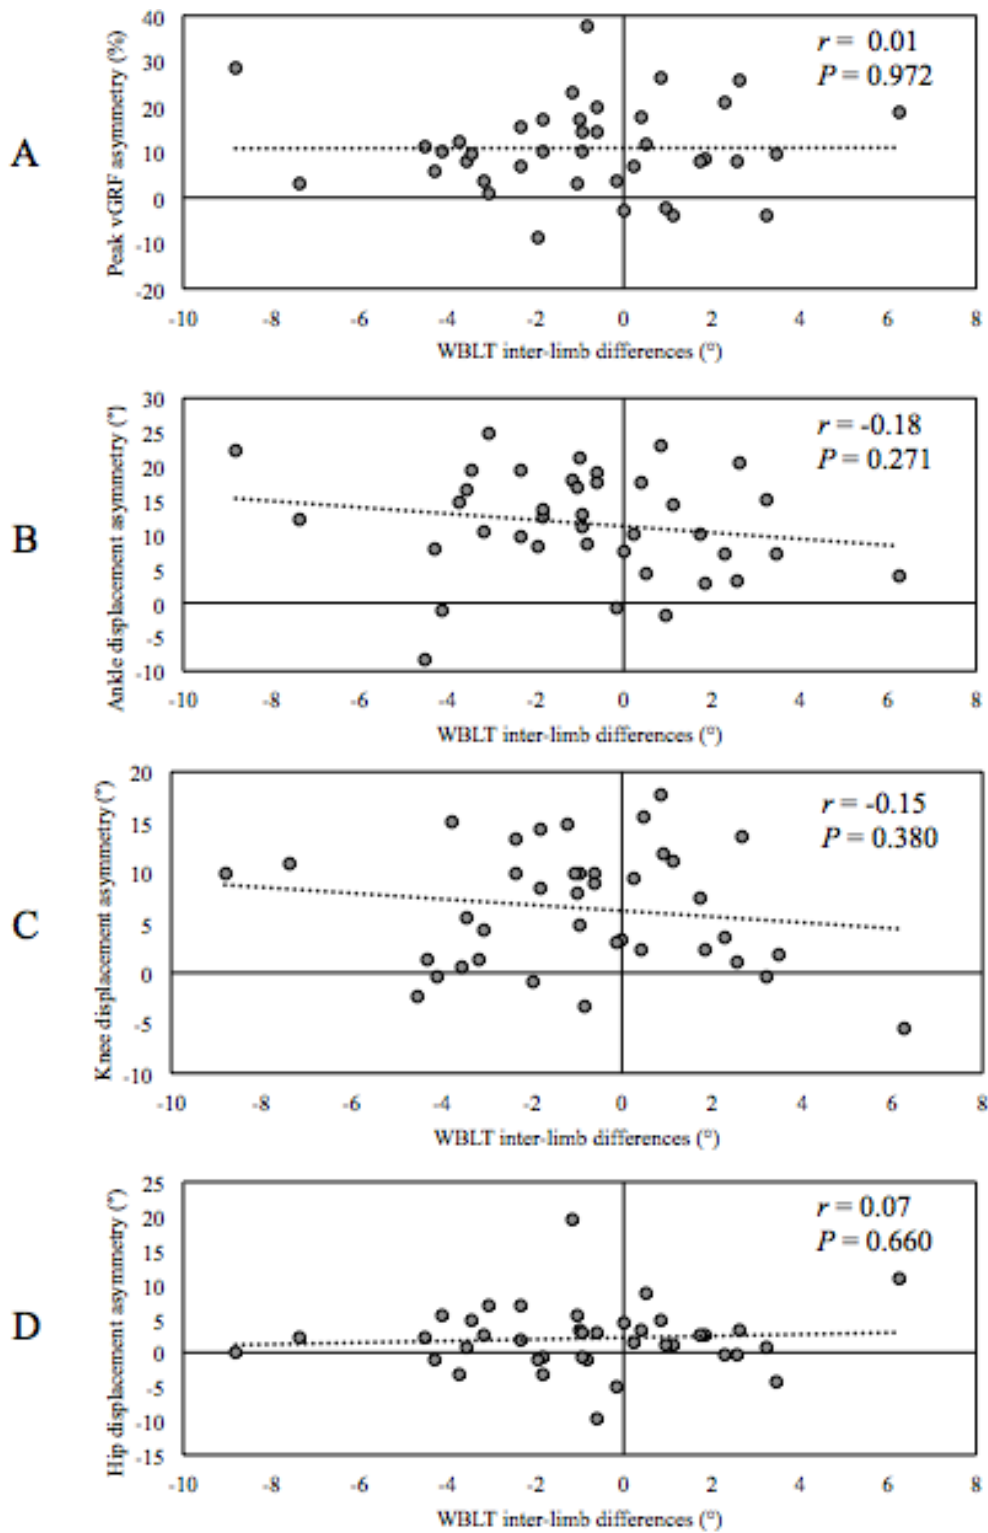 A
Peak vGRF asymmetry (%)
40
30
20
10
0
-10
-20
r = 0.01
P = 0.972
-10 -8 -6 -4 -2 0 2 4 6 8
WBLT inter-limb differences (°)
B
Ankle displacement asymmetry (°)
30
25
20
15
10
5
0
-5
-10
r = -0.18
P = 0.271
-10 -8 -6 -4 -2 0 2 4 6 8
WBLT inter-limb differences (°)
C
Knee displacement asymmetry (°)
20
15
10
5
0
-5
-10
r = -0.15
P = 0.380
-10 -8 -6 -4 -2 0 2 4 6 8
WBLT inter-limb differences (°)
D
Hip displacement asymmetry (°)
25
20
15
10
5
0
-5
-10
-15
r = 0.07
P = 0.660
-10 -8 -6 -4 -2 0 2 4 6 8
WBLT inter-limb differences (°)